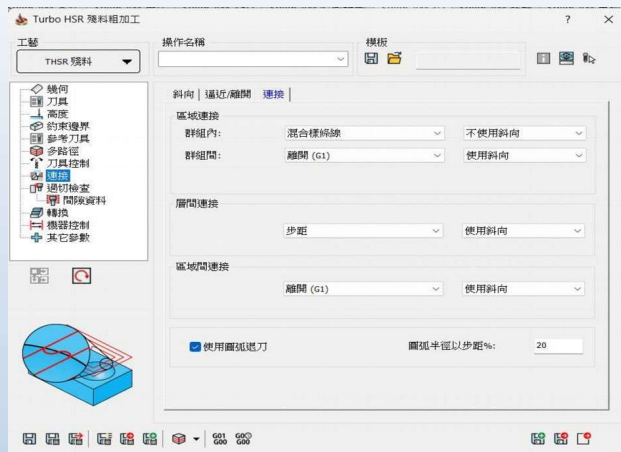 Turbo HSR 殘料粗加工
? ×
工藝
操作名稱
模板
THSR 殘料
幾何
刀具
高度
約束邊界
參考刀具
多路徑
刀具控制
連接
過切檢查
間隙資料
轉換
機器控制
其它參數
斜向 逼近/離開 連接
區域連接
群組內: 混合樣條線 不使用斜向
群組間: 離開 (G1) 使用斜向
層間連接
步距 使用斜向
區域間連接
離開 (G1) 使用斜向
使用圓弧退刀 圓弧半徑以步距%: 20
G01 G00
G00 G00